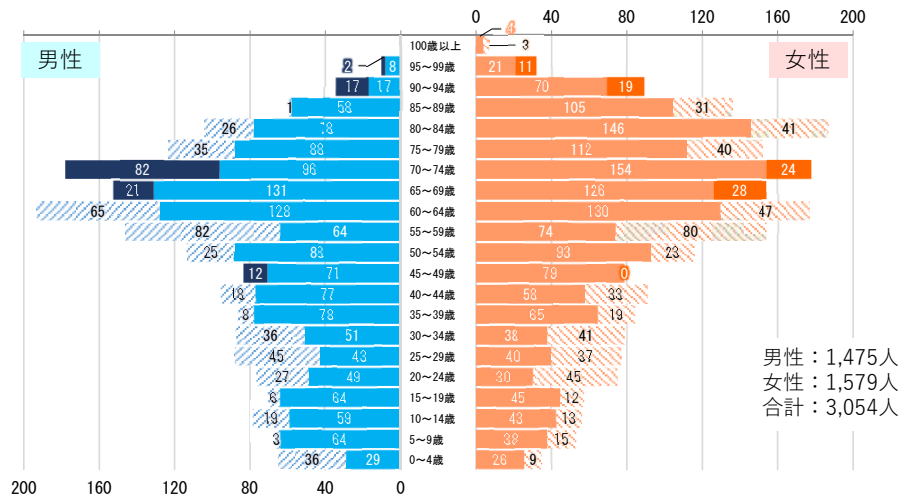 0 40 80 120 160 200
男性
女性
100歳以上 4 3
2 8 95～99歳 21 11
17 17 90～94歳 70 19
1 58 85～89歳 105 31
26 78 80～84歳 146 41
35 88 75～79歳 112 40
82 96 70～74歳 154 24
21 131 65～69歳 126 28
65 128 60～64歳 130 47
82 64 55～59歳 74 80
25 88 50～54歳 93 23
12 71 45～49歳 79 0
18 77 40～44歳 58 33
8 78 35～39歳 65 19
36 51 30～34歳 38 41
45 43 25～29歳 40 37
27 49 20～24歳 30 45
6 64 15～19歳 45 12
19 59 10～14歳 43 13
3 64 5～9歳 38 15
36 29 0～4歳 26 9
200 160 120 80 40 0
男性：1,475人
女性：1,579人
合計：3,054人